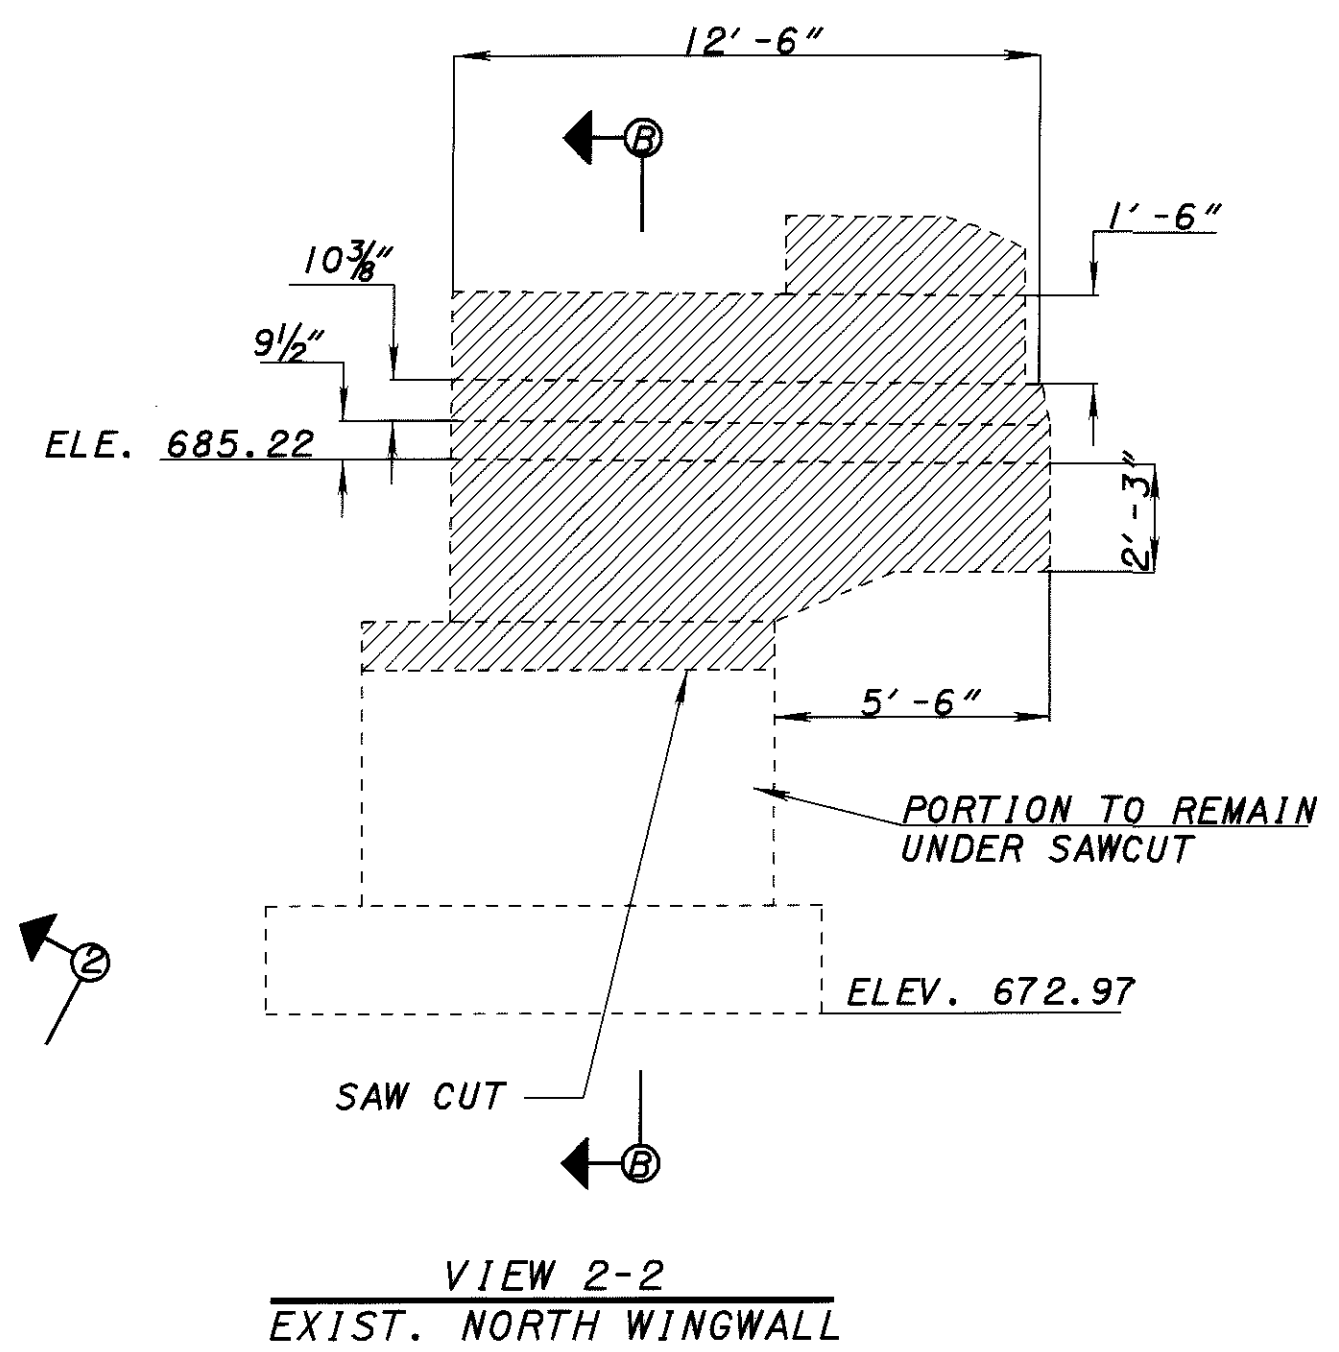 12'-6"
B
1'-6"
10 3/8"
9 1/2"
ELE. 685.22
2'-3"
5'-6"
PORTION TO REMAIN
UNDER SAWCUT
2
ELEV. 672.97
SAW CUT
B
VIEW 2-2
EXIST. NORTH WINGWALL